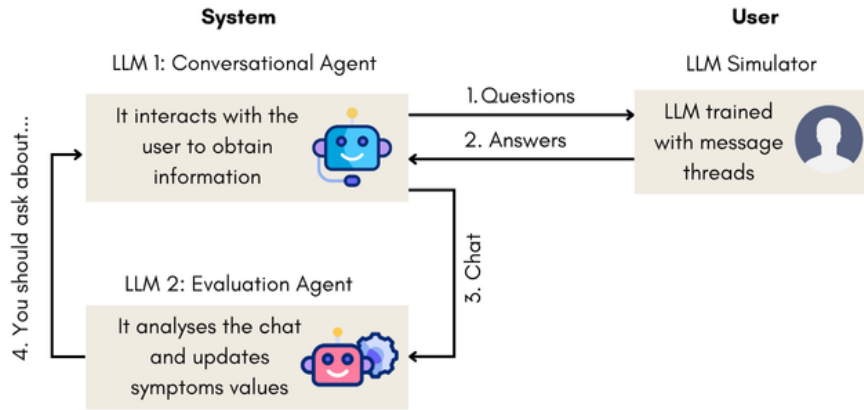 System
User
LLM 1: Conversational Agent
LLM Simulator
It interacts with the
user to obtain
information
1. Questions
2. Answers
LLM trained
with message
threads
3. Chat
4. You should ask about...
LLM 2: Evaluation Agent
It analyses the chat
and updates
symptoms values